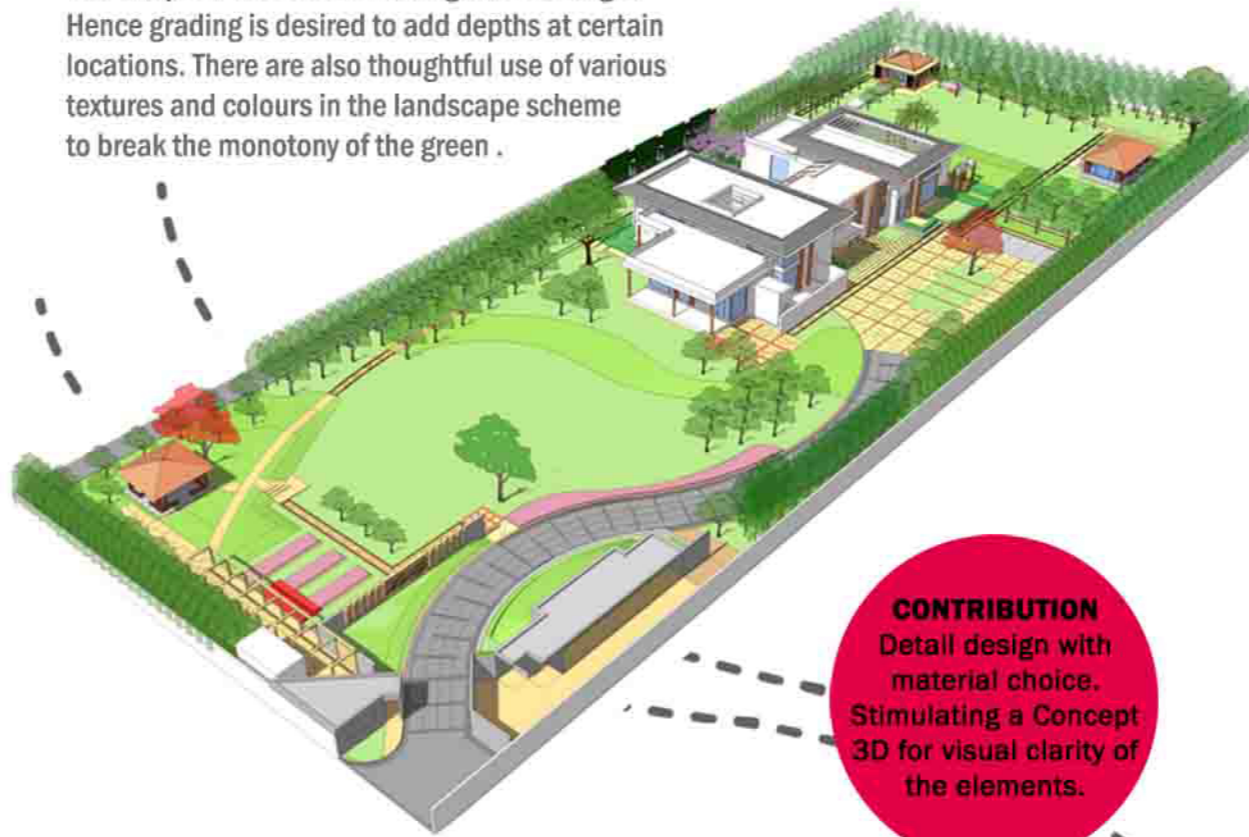 Hence grading is desired to add depths at certain
locations. There are also thoughtful use of various
textures and colours in the landscape scheme
to break the monotony of the green .
CONTRIBUTION
Detail design with
material choice.
Stimulating a Concept
3D for visual clarity of
the elements.